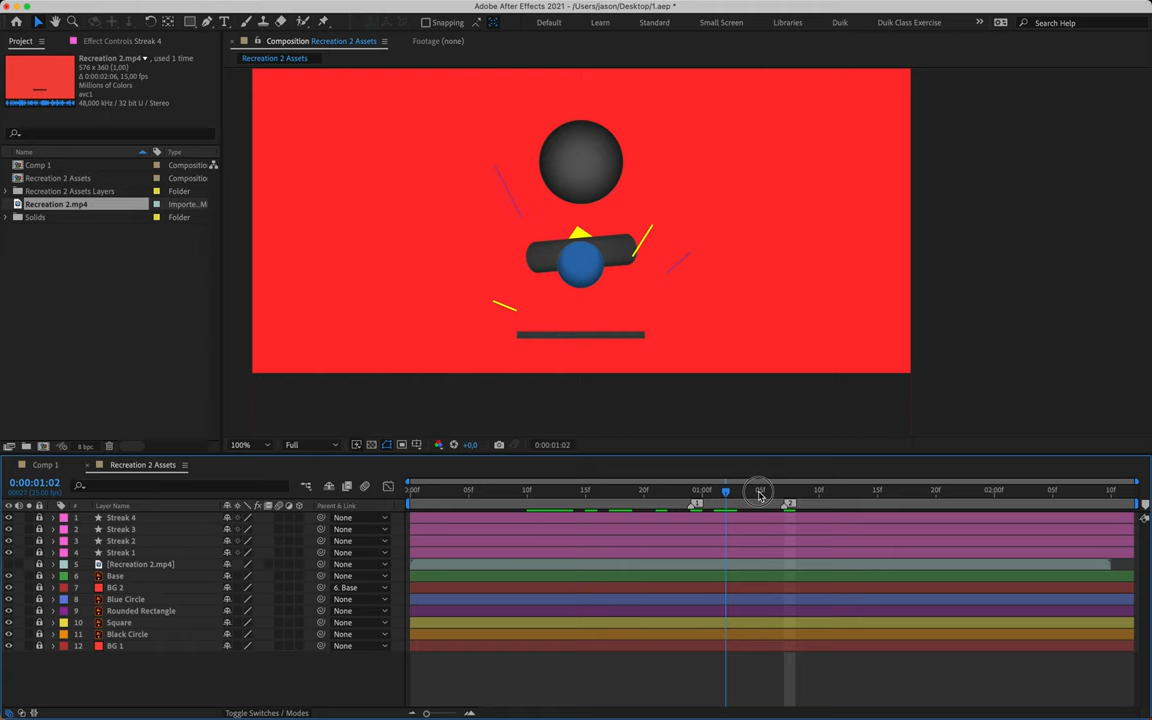 Adobe After Effects 2021 - /Users/jason/Desktop/1.aep *
Snapping
Default Learn Standard Small Screen Libraries Duik Duik Class Exercise Search Help
Project Effect Controls Streak 4
Composition Recreation 2 Assets Footage (none)
Recreation 2 Assets
Recreation 2.mp4 , used 1 time
576 x 360 (1,00)
Δ 0:00:02:06, 15,00 fps
Millions of Colors
avc1
48,000 kHz / 32 bit U / Stereo
Name Type
Comp 1 Compositio
Recreation 2 Assets Compositio
Recreation 2 Assets Layers Folder
Recreation 2.mp4 Importe...M
Solids Folder
8 bpc
100% Full +0,0 0:00:01:02
Comp 1 Recreation 2 Assets
0:00:01:02
00027 (25.00 fps)
# Layer Name Parent & Link
0:00f 05f 10f 15f 20f 01:00f 05f 10f 15f 20f 02:00f 05f 10f
1 2
1 Streak 4 None
2 Streak 3 None
3 Streak 2 None
4 Streak 1 None
5 [Recreation 2.mp4] None
6 Base None
7 BG 2 6. Base
8 Blue Circle None
9 Rounded Rectangle None
10 Square None
11 Black Circle None
12 BG 1 None
Toggle Switches / Modes